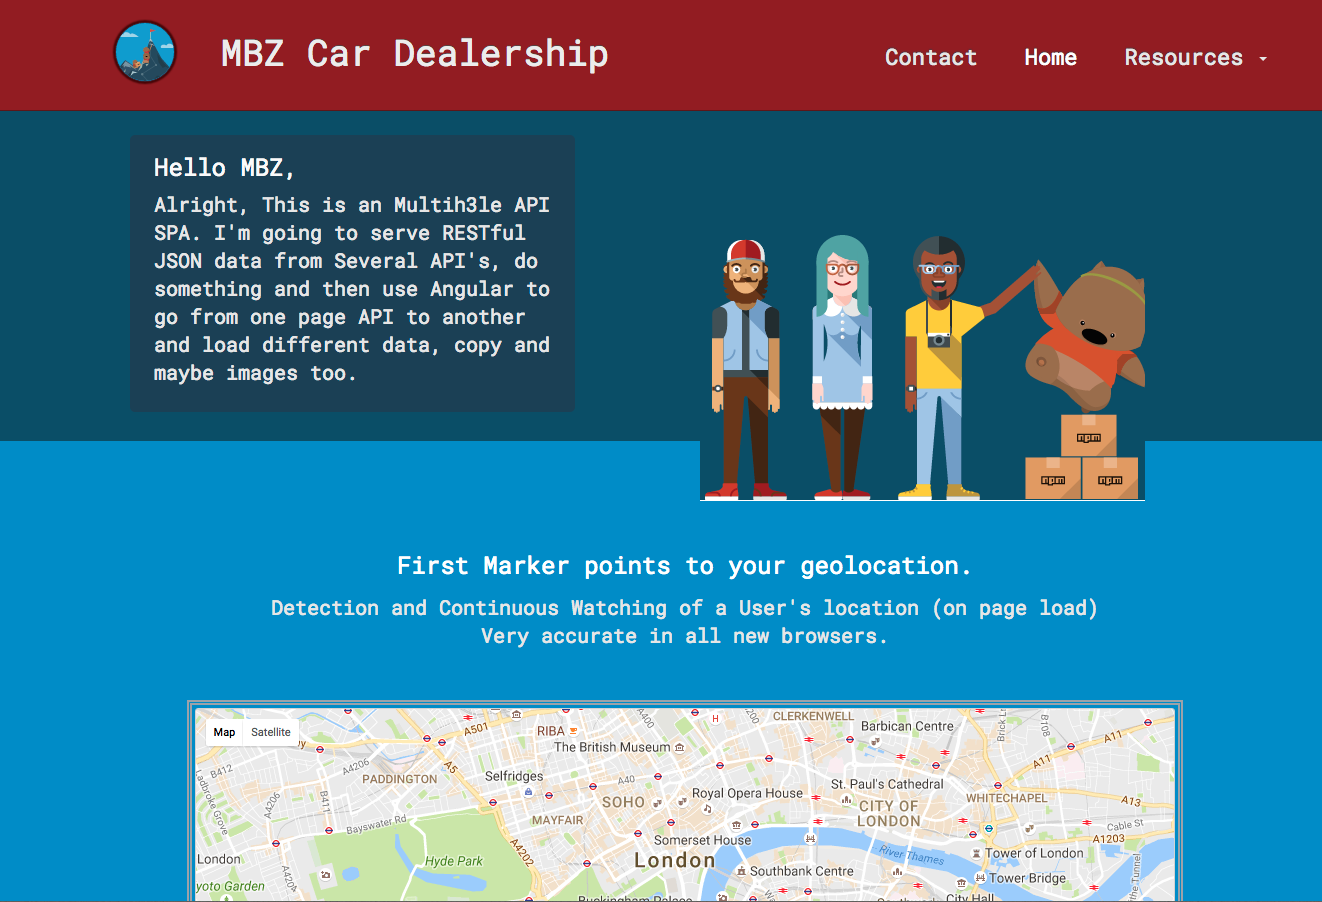 MBZ Car Dealership
Contact
Home
Resources
Hello MBZ,
Alright, This is an Multih3le API
SPA. I'm going to serve RESTful
JSON data from Several API's, do
something and then use Angular to
go from one page API to another
and load different data, copy and
maybe images too.
npm
npm
npm
First Marker points to your geolocation.
Detection and Continuous Watching of a User's location (on page load)
Very accurate in all new browsers.
Map
Satellite
A501
RIBA
A400
H
A1200
CLERKENWELL
Barbican Centre
Brick Ln
B108
A11
The British Museum
B412
A4206
PADDINGTON
A5
Selfridges
A40
St. Paul's Cathedral
A11
Ladbroke Grove
A4206
B411
SOHO
Royal Opera House
CITY OF
LONDON
WHITECHAPEL
A13
Bayswater Rd
MAYFAIR
Cable St
Somerset House
A1203
London
Hyde Park
A4202
London
River Thames
Tower of London
Southbank Centre
Tower Bridge
yoto Garden
A4204
Buckingham Palace
City Hall
the Tunnel